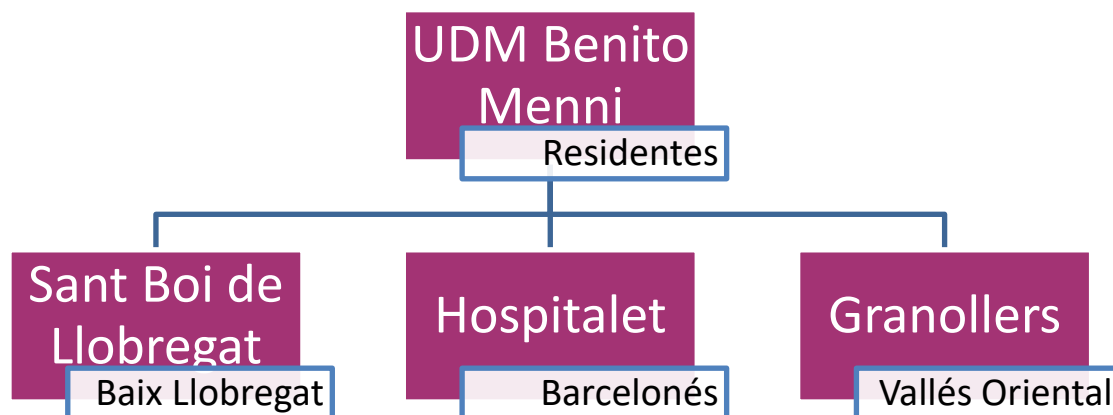 UDM Benito
Menni
Residentes
Sant Boi de
Llobregat
Baix Llobregat
Hospitalet
Barcelonés
Granollers
Vallés Oriental